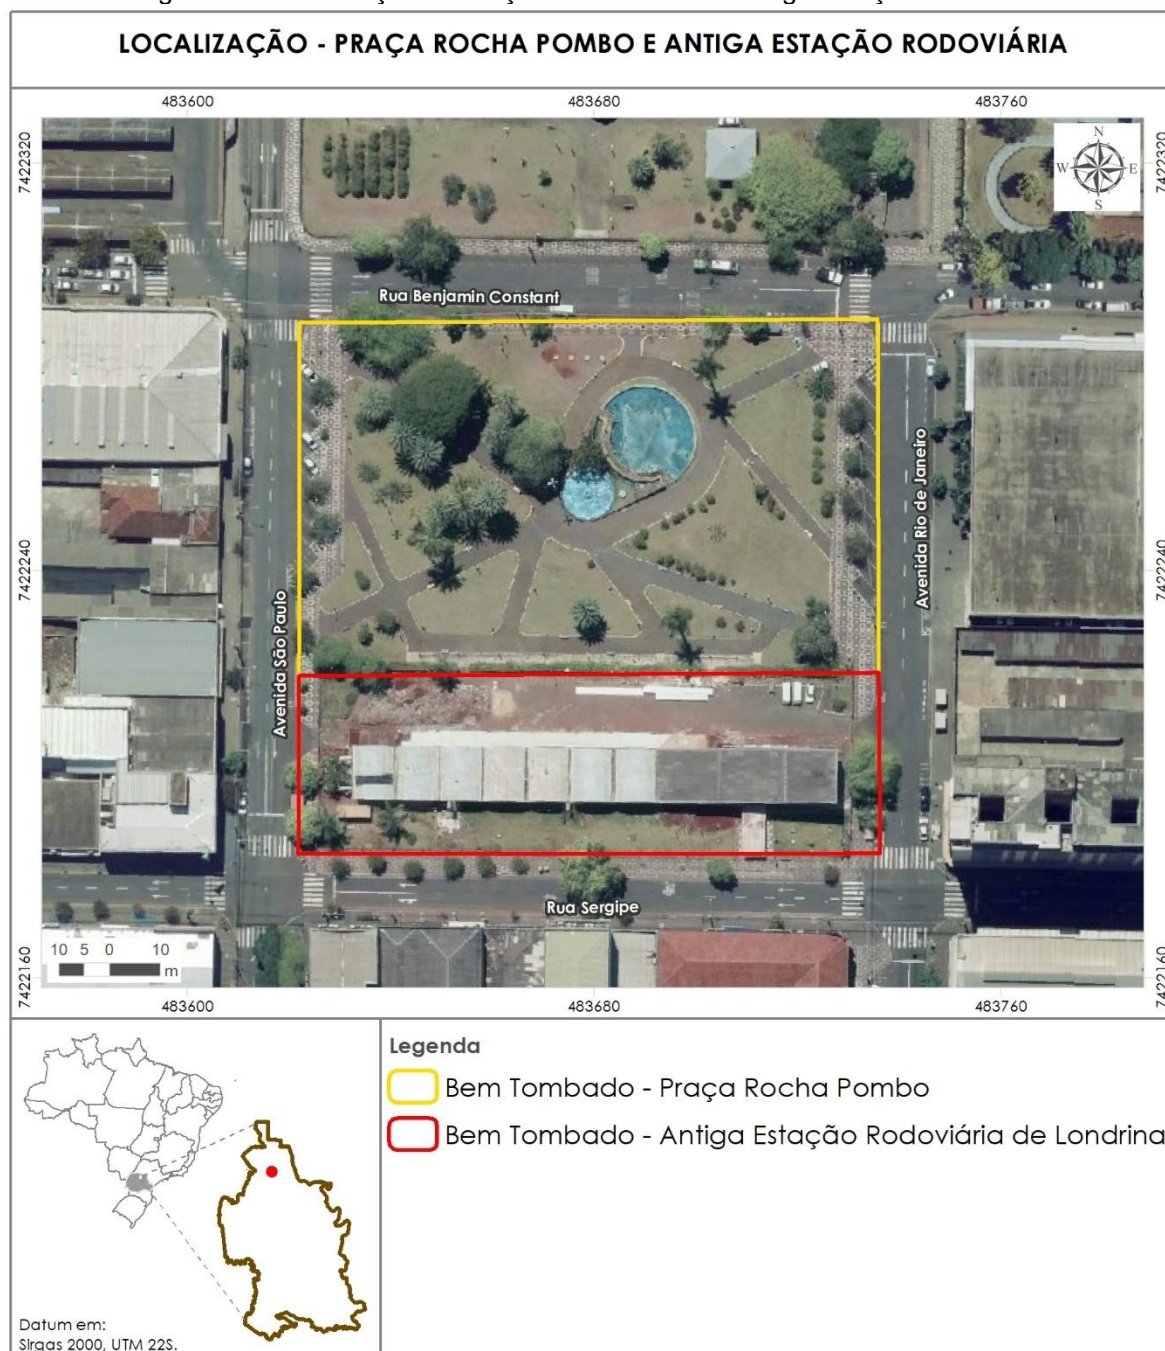 LOCALIZAÇÃO - PRAÇA ROCHA POMBO E ANTIGA ESTAÇÃO RODOVIÁRIA
483600 483680 483760
7422320 7422320
N
W E
S
Rua Benjamin Constant
Avenida Rio de Janeiro
7422240 7422240
Avenida São Paulo
Rua Sergipe
10 5 0 10
m
7422160 7422160
483600 483680 483760
Legenda
Bem Tombado - Praça Rocha Pombo
Bem Tombado - Antiga Estação Rodoviária de Londrina
Datum em:
Sirgas 2000, UTM 22S.